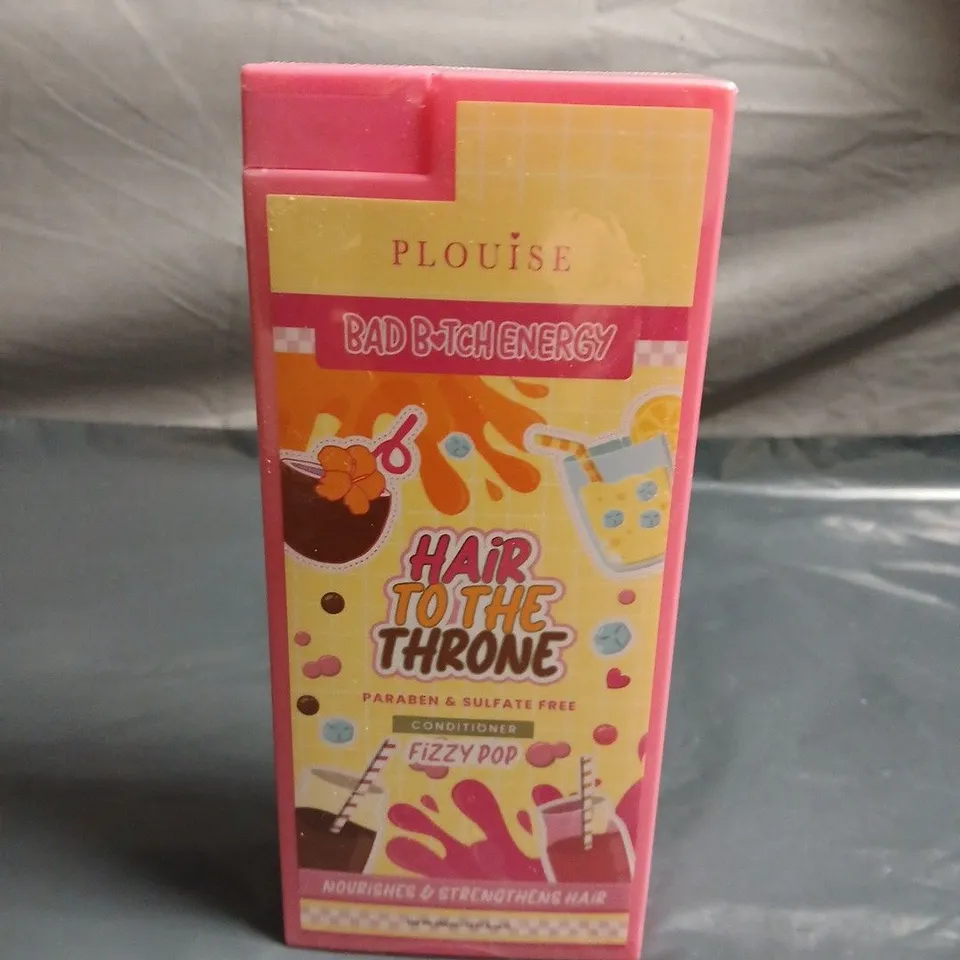 PLOUISE
BAD B♥TCH ENERGY
HAiR
TO THE
THRONE
PARABEN & SULFATE FREE
CONDITIONER
FiZZY POP
NOURISHES & STRENGTHENS HAIR